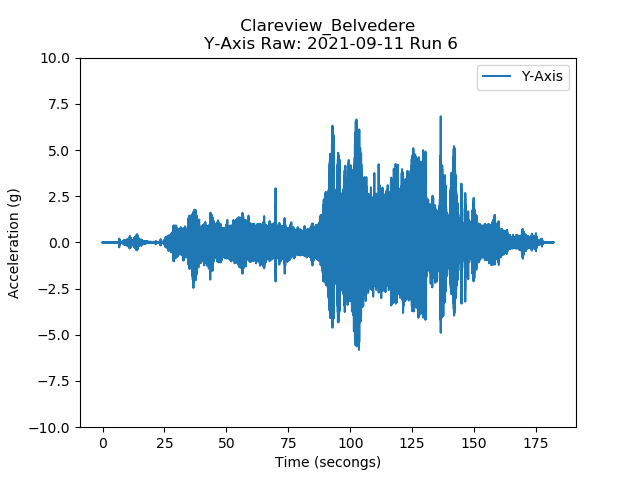 Clareview_Belvedere
Y-Axis Raw: 2021-09-11 Run 6
Y-Axis
10.0
7.5
5.0
2.5
0.0
−2.5
−5.0
−7.5
−10.0
Acceleration (g)
0 25 50 75 100 125 150 175
Time (secongs)